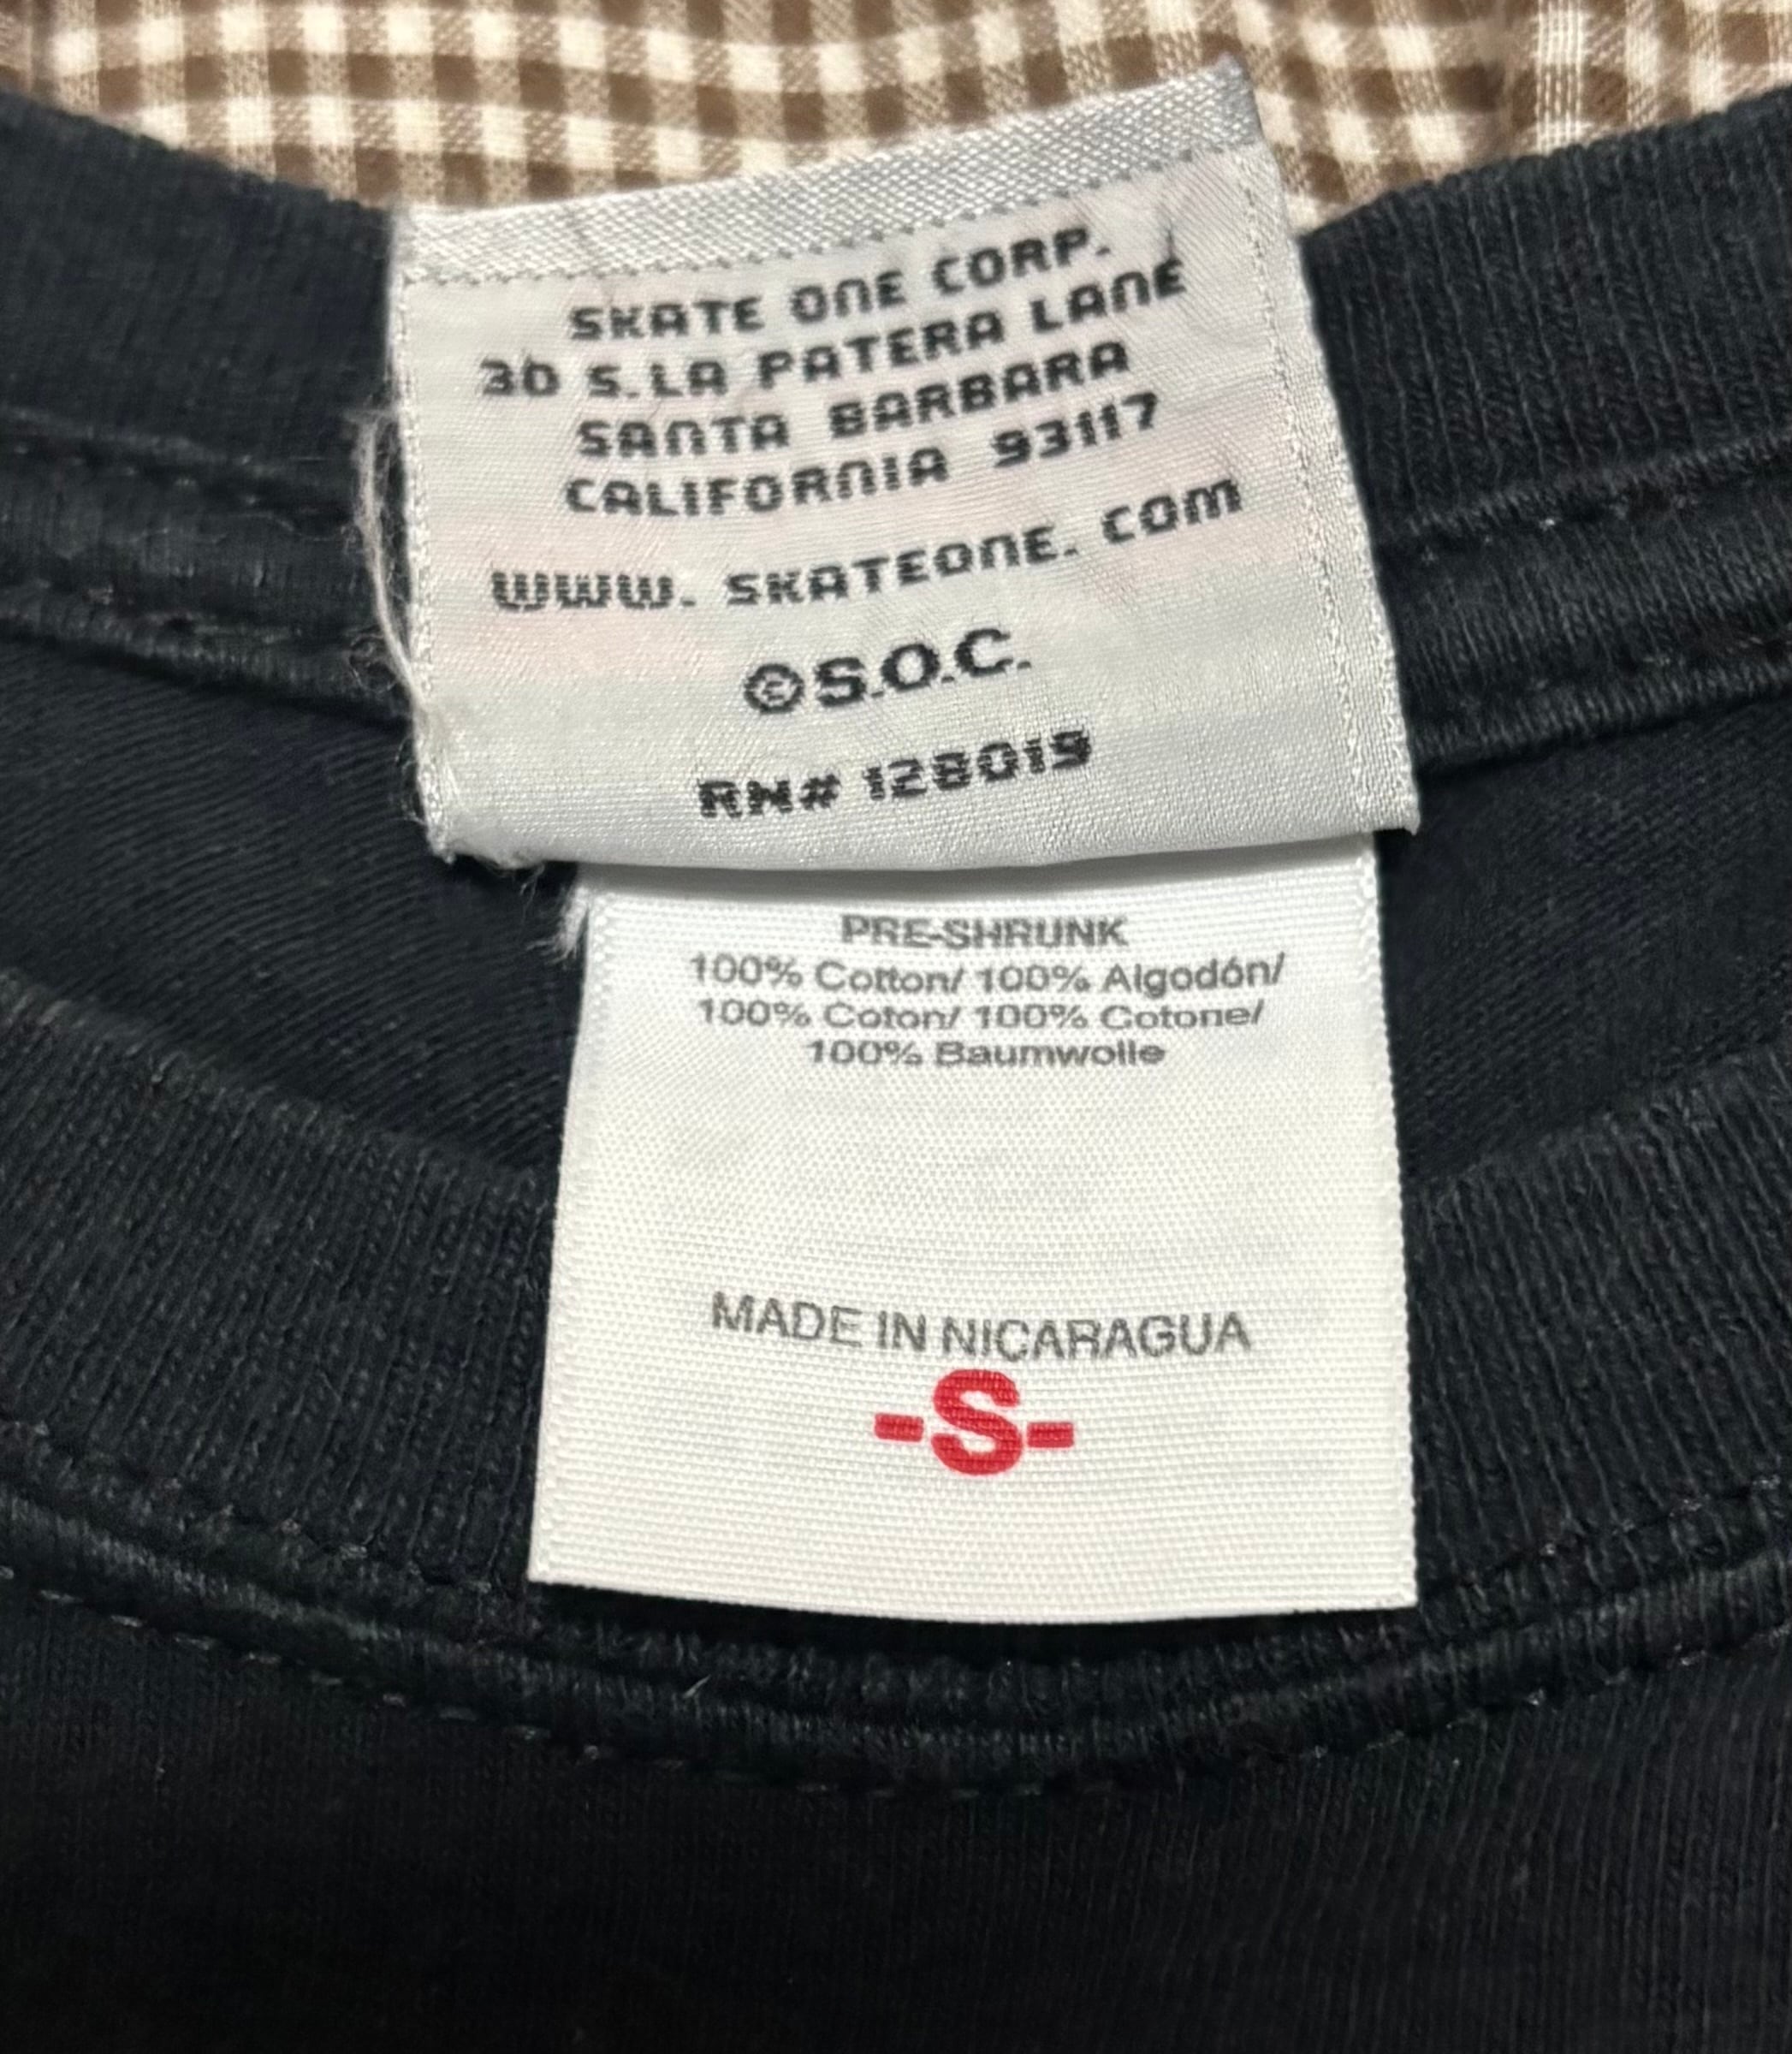 SKATE ONE CORP.
30 S. LA PATERA LANE
SANTA BARBARA
CALIFORNIA 93117
WWW. SKATEONE. COM
©S.O.C.
RN# 128019
PRE-SHRUNK
100% Cotton/ 100% Algodón/
100% Coton/ 100% Cotone/
100% Baumwolle
MADE IN NICARAGUA
-S-